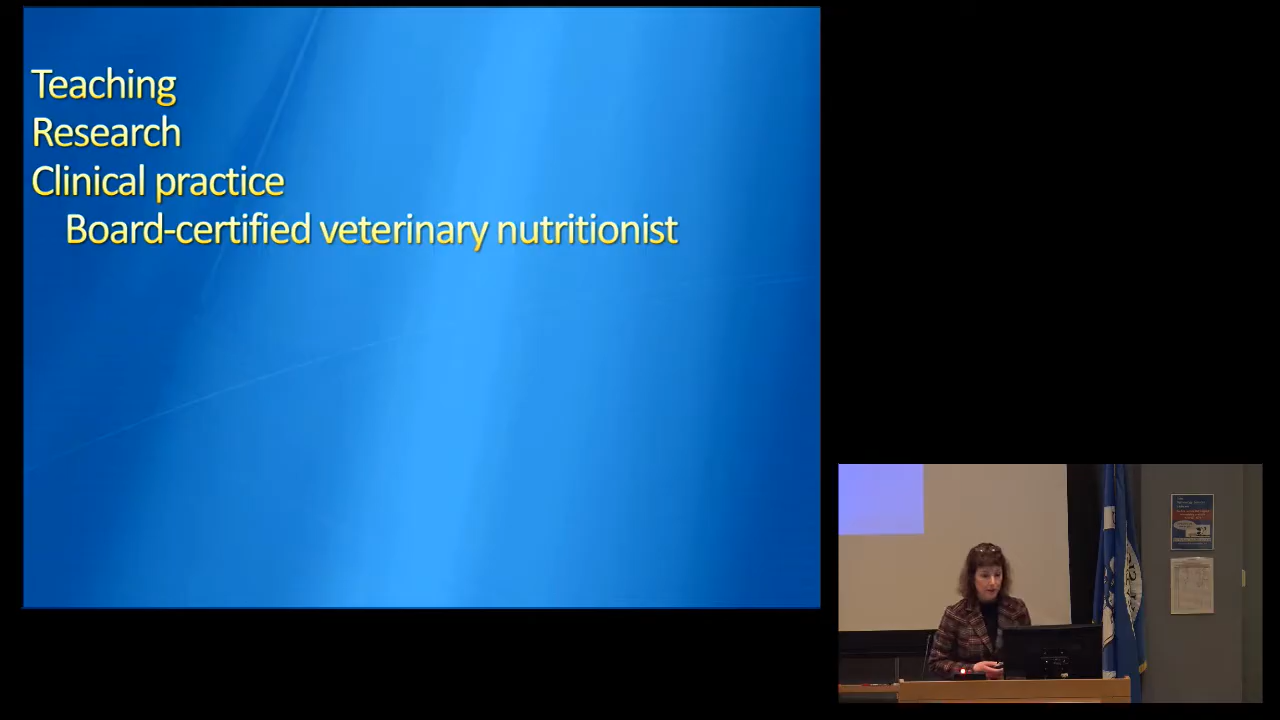 Teaching
Research
Clinical practice
Board-certified veterinary nutritionist